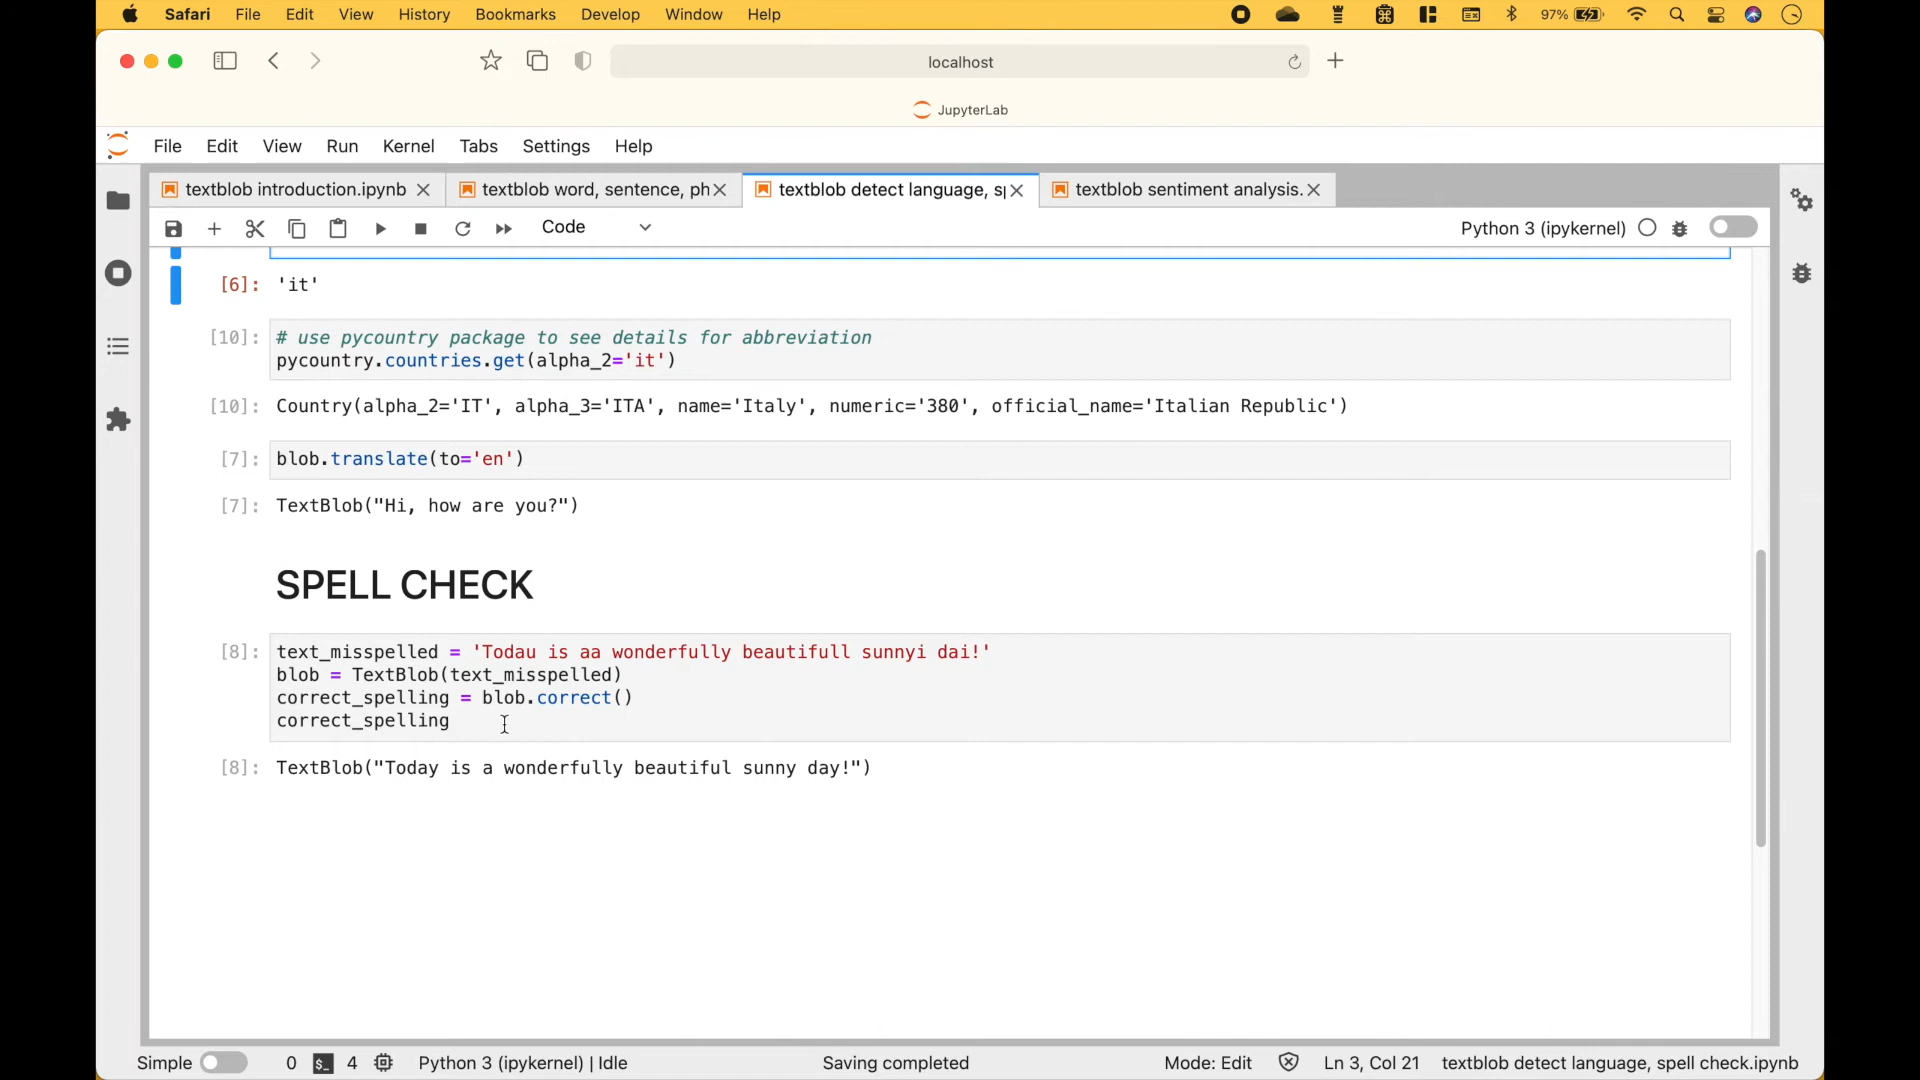 Safari File Edit View History Bookmarks Develop Window Help 97%
localhost
JupyterLab
File Edit View Run Kernel Tabs Settings Help
textblob introduction.ipynb textblob word, sentence, ph textblob detect language, sp textblob sentiment analysis.
Code Python 3 (ipykernel)
[6]: 'it'
[10]: # use pycountry package to see details for abbreviation
pycountry.countries.get(alpha_2='it')
[10]: Country(alpha_2='IT', alpha_3='ITA', name='Italy', numeric='380', official_name='Italian Republic')
[7]: blob.translate(to='en')
[7]: TextBlob("Hi, how are you?")
SPELL CHECK
[8]: text_misspelled = 'Todau is aa wonderfully beautifull sunnyi dai!'
blob = TextBlob(text_misspelled)
correct_spelling = blob.correct()
correct_spelling
[8]: TextBlob("Today is a wonderfully beautiful sunny day!")
Simple 0 $_ 4 Python 3 (ipykernel) | Idle Saving completed Mode: Edit Ln 3, Col 21 textblob detect language, spell check.ipynb